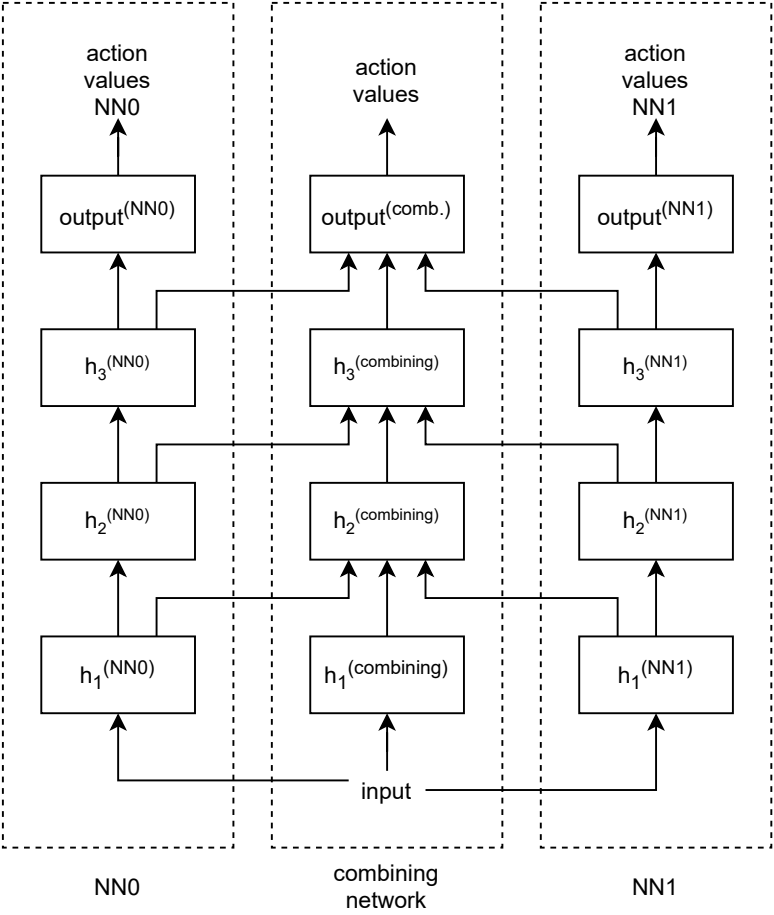 action
values
NN0
action
values
action
values
NN1
output(NN0)
output(comb.)
output(NN1)
h3(NN0)
h3(combining)
h3(NN1)
h2(NN0)
h2(combining)
h2(NN1)
h1(NN0)
h1(combining)
h1(NN1)
input
NN0
combining
network
NN1